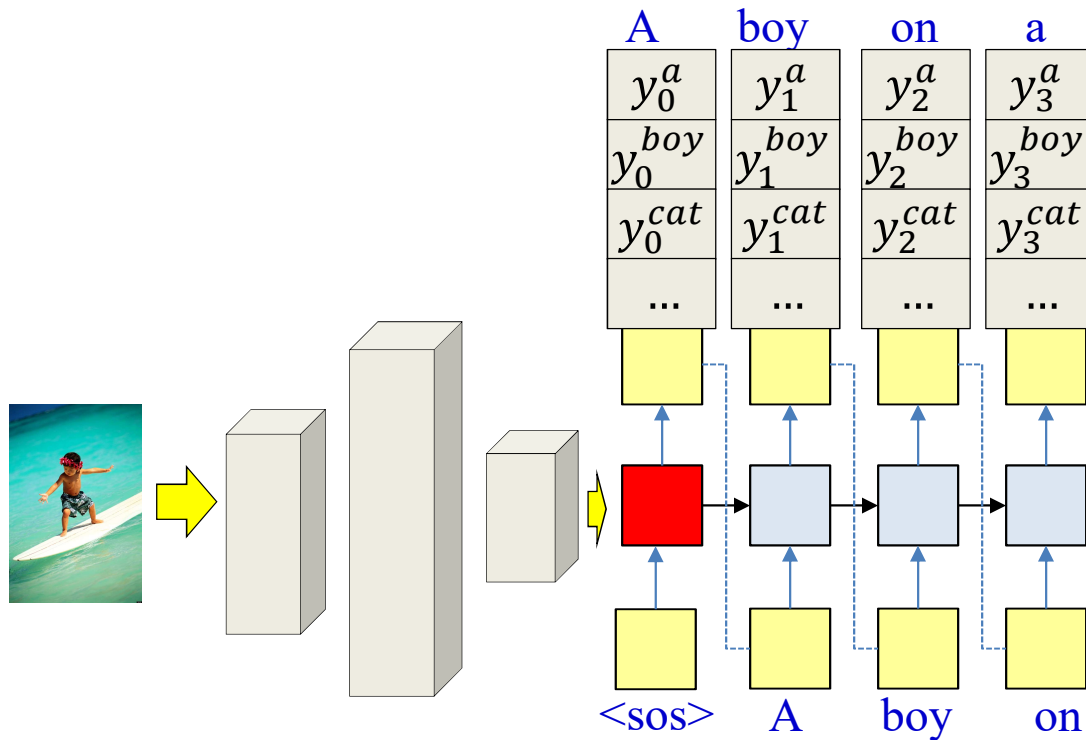 A boy on a
y_0^a y_1^a y_2^a y_3^a
y_0^{boy} y_1^{boy} y_2^{boy} y_3^{boy}
y_0^{cat} y_1^{cat} y_2^{cat} y_3^{cat}
... ... ... ...
<sos> A boy on